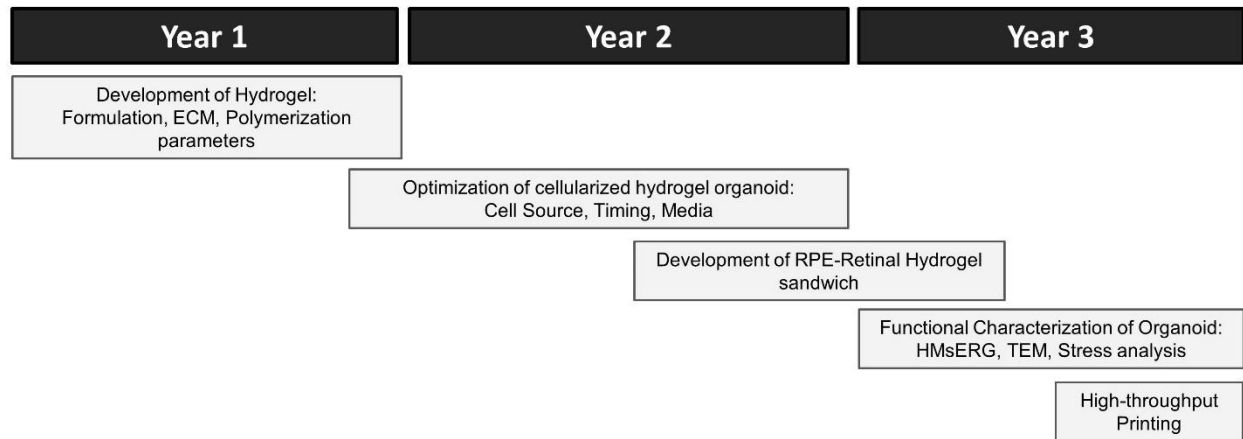 Year 1
Year 2
Year 3
Development of Hydrogel:
Formulation, ECM, Polymerization
parameters
Optimization of cellularized hydrogel organoid:
Cell Source, Timing, Media
Development of RPE-Retinal Hydrogel
sandwich
Functional Characterization of Organoid:
HMsERG, TEM, Stress analysis
High-throughput
Printing